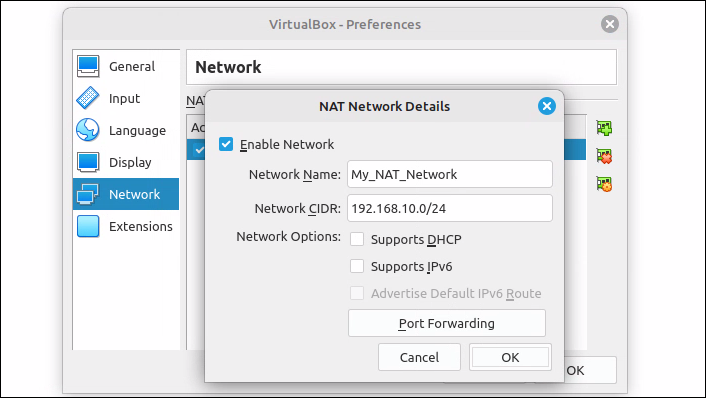 VirtualBox - Preferences
General
Input
Language
Display
Network
Extensions
Network
NAT Network Details
Enable Network
Network Name: My_NAT_Network
Network CIDR: 192.168.10.0/24
Network Options: Supports DHCP
Supports IPv6
Advertise Default IPv6 Route
Port Forwarding
Cancel OK
OK